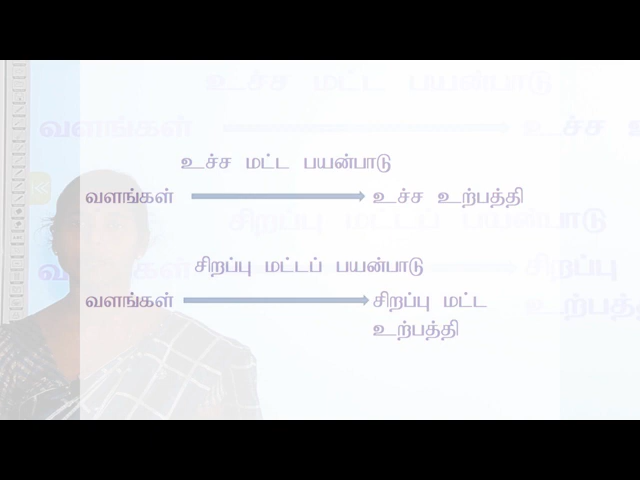 உச்ச மட்ட பயன்பாடு
வளங்கள் உச்ச உற்பத்தி
சிறப்பு மட்டப் பயன்பாடு
வளங்கள் சிறப்பு மட்ட
உற்பத்தி